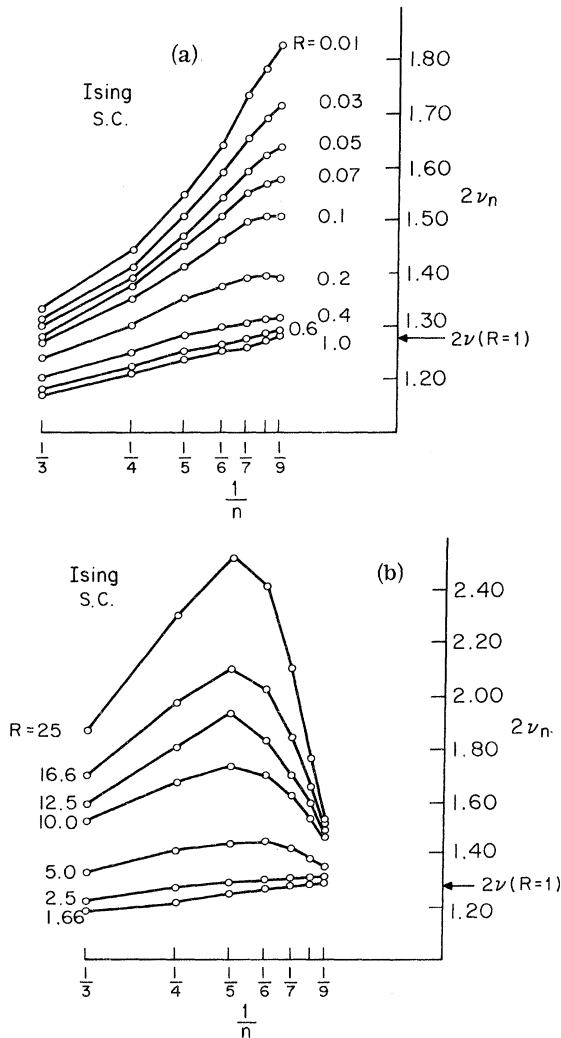 (a)
Ising
S.C.
R=0.01
0.03
0.05
0.07
0.1
0.2
0.4
0.6
1.0
1.80
1.70
1.60
1.50
1.40
1.30
1.20
2νₙ
2ν(R=1)
1/3 1/4 1/5 1/6 1/7 1/9
1/n
(b)
Ising
S.C.
R=25
16.6
12.5
10.0
5.0
2.5
1.66
2.40
2.20
2.00
1.80
1.60
1.40
1.20
2νₙ.
2ν(R=1)
1/3 1/4 1/5 1/6 1/7 1/9
1/n